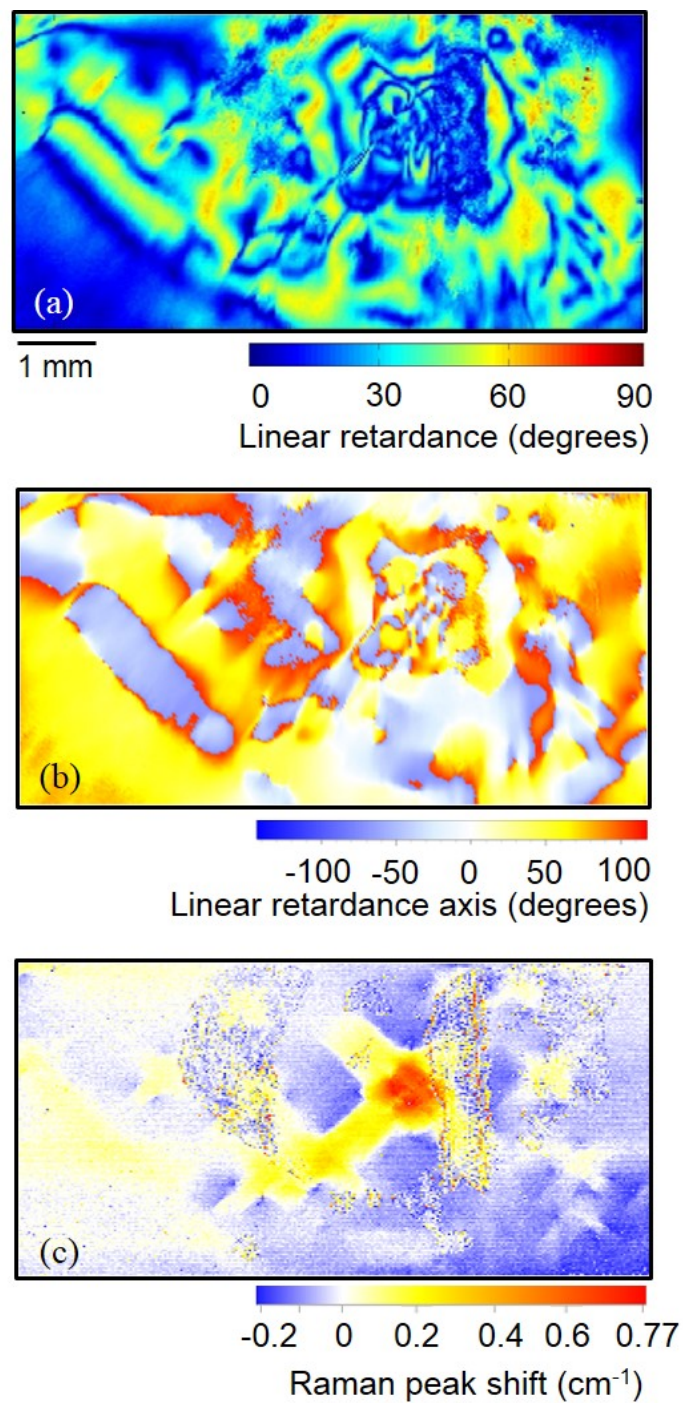 (a)
1 mm
0 30 60 90
Linear retardance (degrees)
(b)
-100 -50 0 50 100
Linear retardance axis (degrees)
(c)
-0.2 0 0.2 0.4 0.6 0.77
Raman peak shift (cm⁻¹)